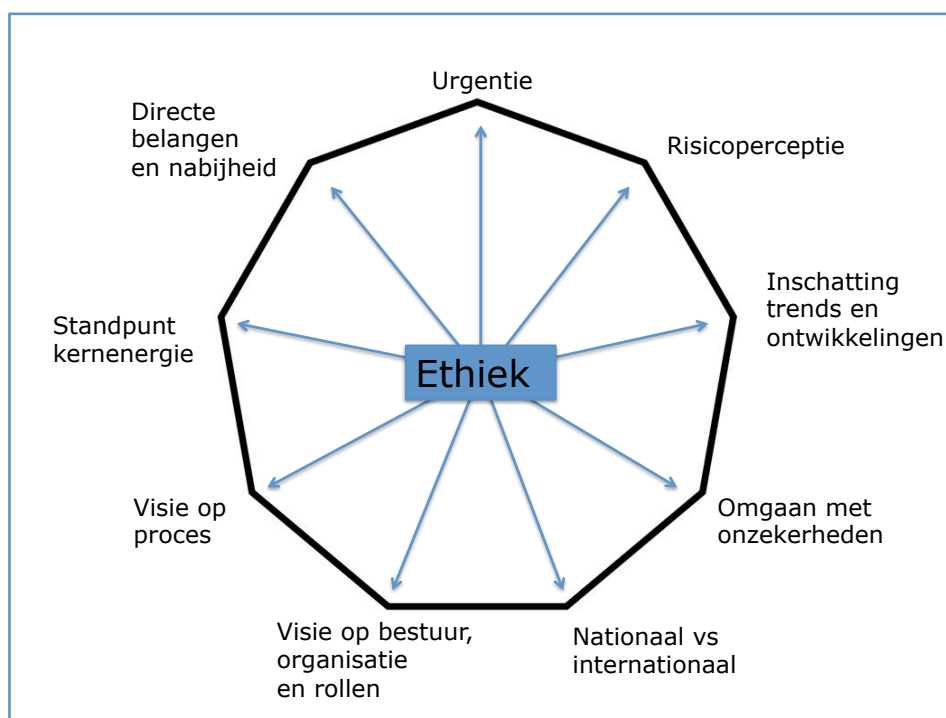 Urgentie
Directe
belangen
en nabijheid
Risicoperceptie
Inschatting
trends en
ontwikkelingen
Standpunt
kernenergie
Ethiek
Visie op
proces
Omgaan met
onzekerheden
Visie op bestuur,
organisatie
en rollen
Nationaal vs
internationaal